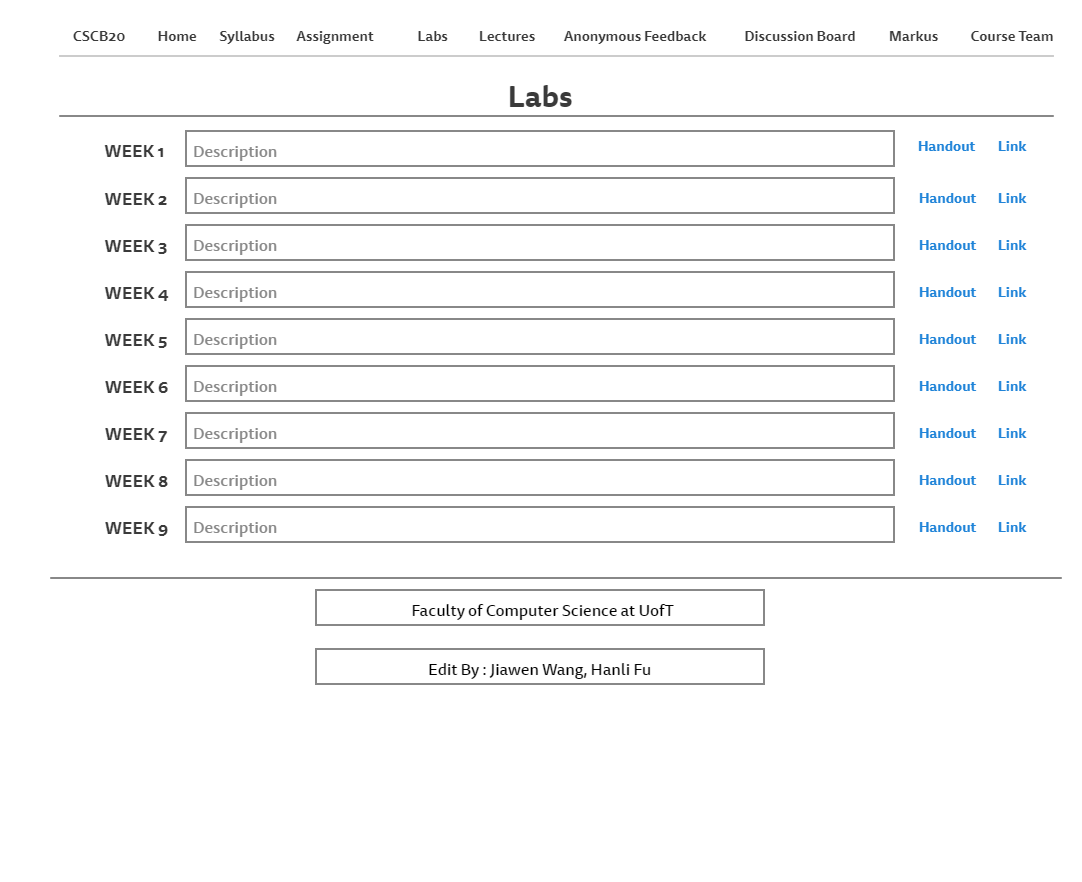 CSCB20 Home Syllabus Assignment Labs Lectures Anonymous Feedback Discussion Board Markus Course Team
Labs
WEEK 1 Description Handout Link
WEEK 2 Description Handout Link
WEEK 3 Description Handout Link
WEEK 4 Description Handout Link
WEEK 5 Description Handout Link
WEEK 6 Description Handout Link
WEEK 7 Description Handout Link
WEEK 8 Description Handout Link
WEEK 9 Description Handout Link
Faculty of Computer Science at UofT
Edit By : Jiawen Wang, Hanli Fu